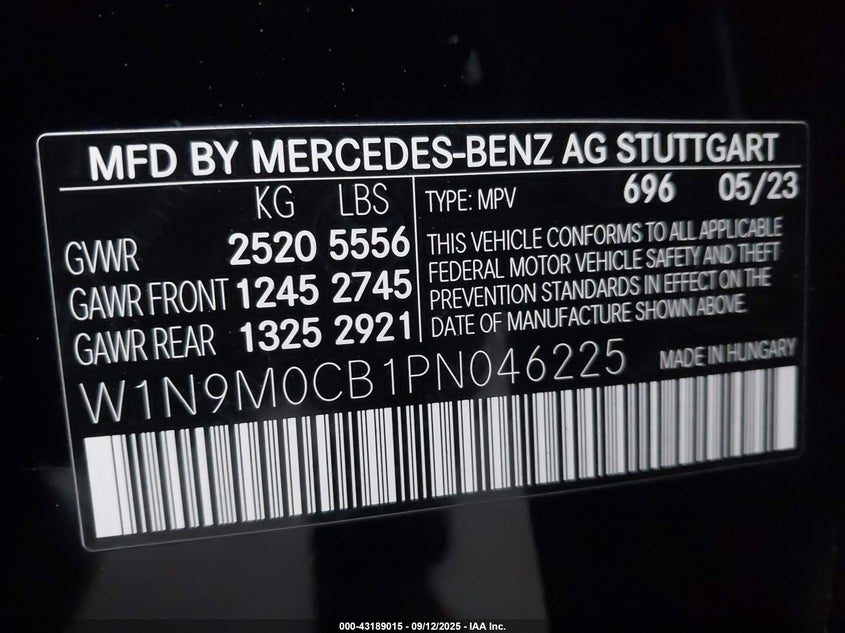 MFD BY MERCEDES-BENZ AG STUTTGART
KG LBS
GVWR 2520 5556
GAWR FRONT 1245 2745
GAWR REAR 1325 2921
TYPE: MPV 696 05/23
THIS VEHICLE CONFORMS TO ALL APPLICABLE
FEDERAL MOTOR VEHICLE SAFETY AND THEFT
PREVENTION STANDARDS IN EFFECT ON THE
DATE OF MANUFACTURE SHOWN ABOVE.
W1N9M0CB1PN046225 MADE IN HUNGARY
000-43189015 - 09/12/2025 - IAA Inc.